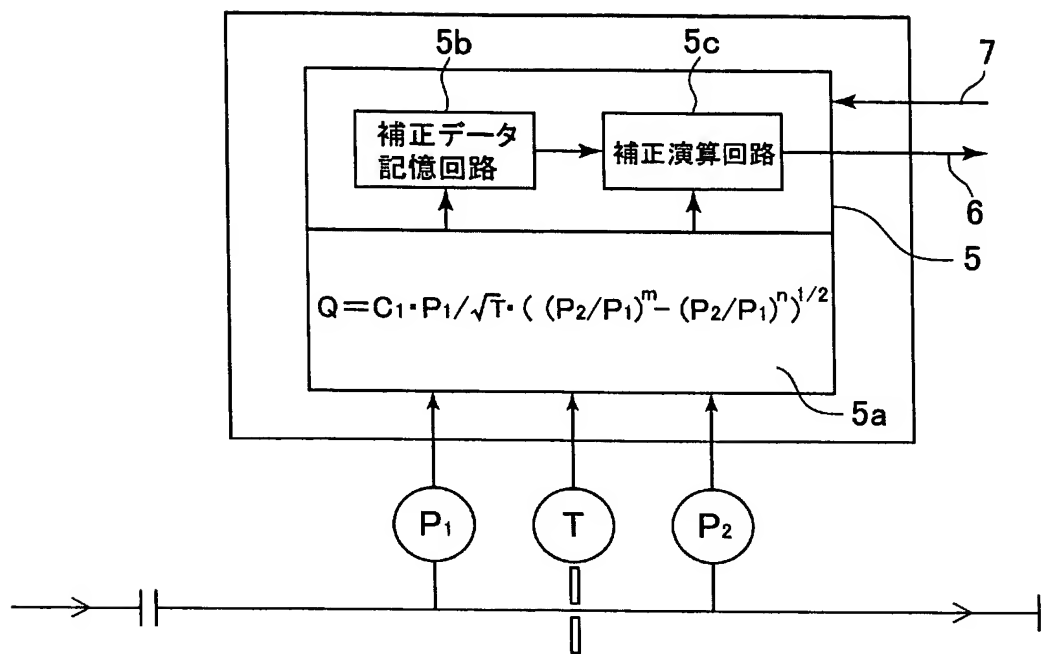 5b
5c
7
補正データ
記憶回路
補正演算回路
6
5
Q=C₁・P₁/√T・((P₂/P₁)ᵐ-(P₂/P₁)ⁿ)¹/²
5a
P₁
T
P₂